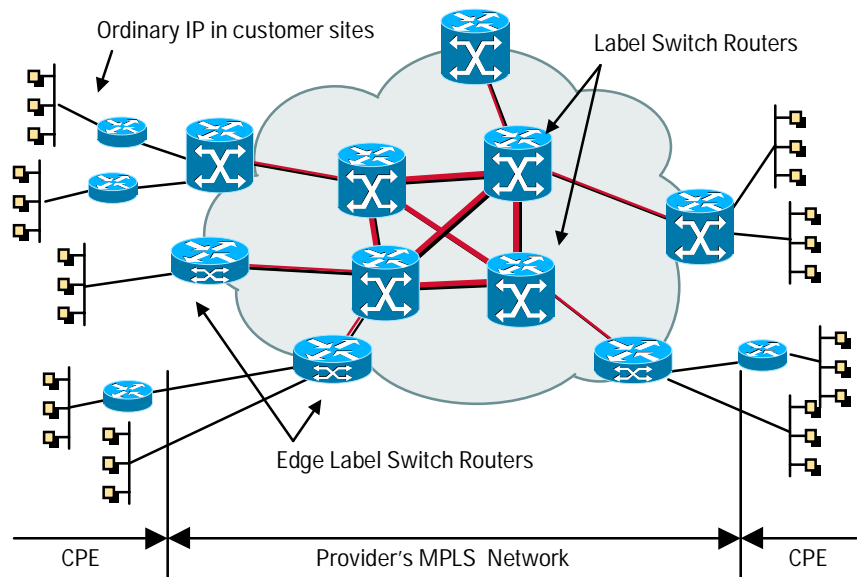 Ordinary IP in customer sites
Label Switch Routers
Edge Label Switch Routers
CPE
Provider's MPLS Network
CPE